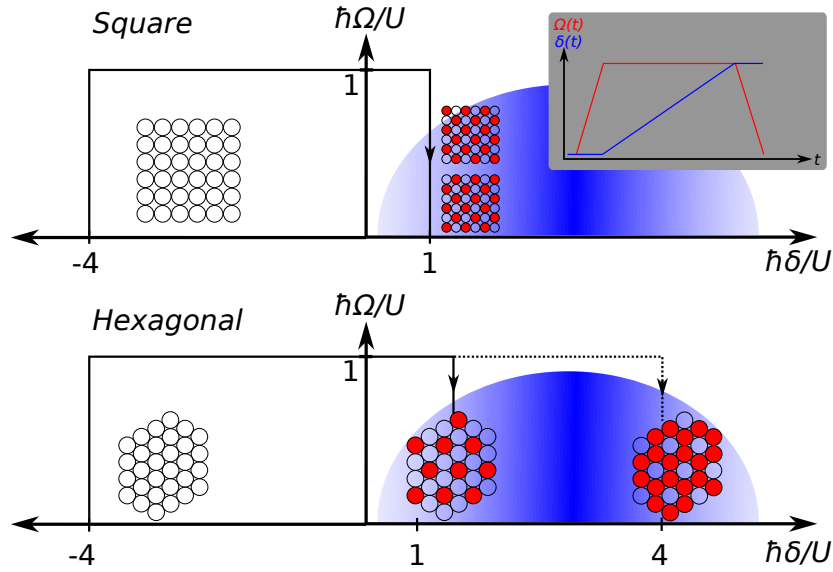 Square
ħΩ/U
Ω(t)
δ(t)
t
1
-4
1
ħδ/U
Hexagonal
ħΩ/U
1
-4
1
4
ħδ/U